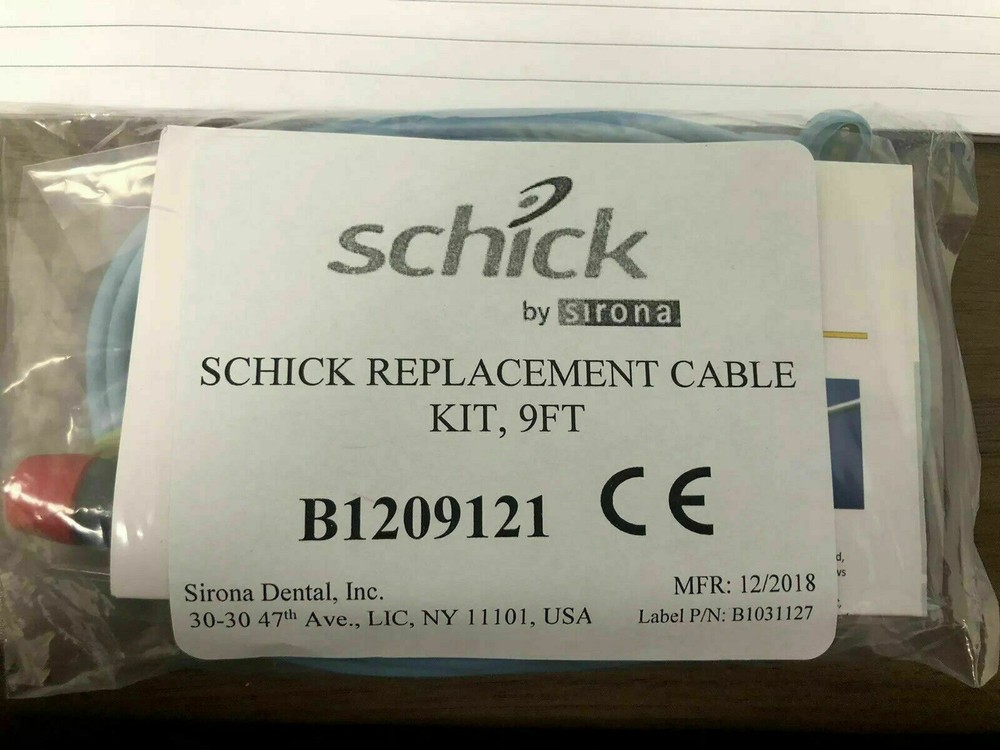 schick
by sirona
SCHICK REPLACEMENT CABLE
KIT, 9FT
B1209121 CE
Sirona Dental, Inc.
30-30 47th Ave., LIC, NY 11101, USA
MFR: 12/2018
Label P/N: B1031127